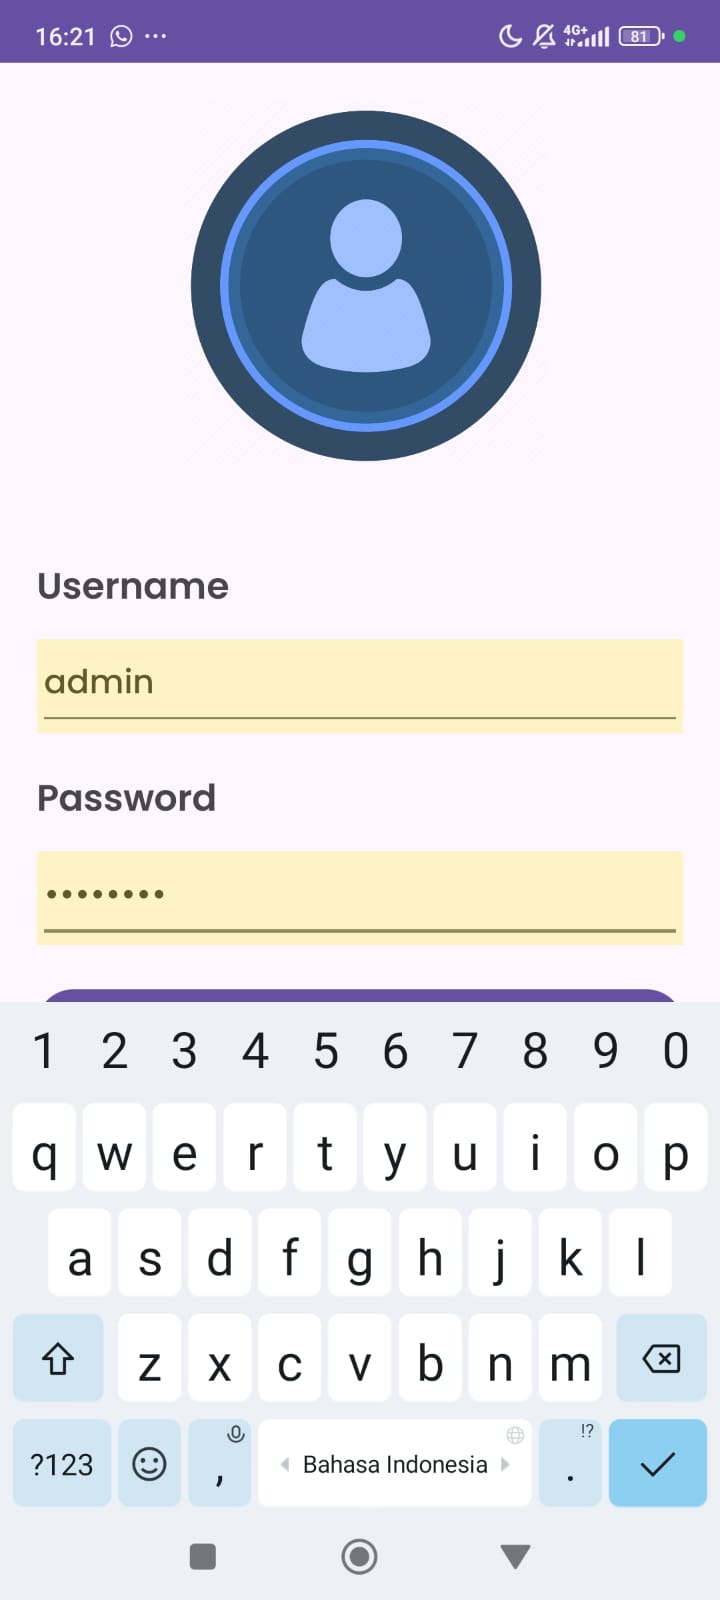 16:21 ...
4G+ 81
Username
admin
Password
••••••••
1 2 3 4 5 6 7 8 9 0
q w e r t y u i o p
a s d f g h j k l
z x c v b n m
?123 , Bahasa Indonesia . !?